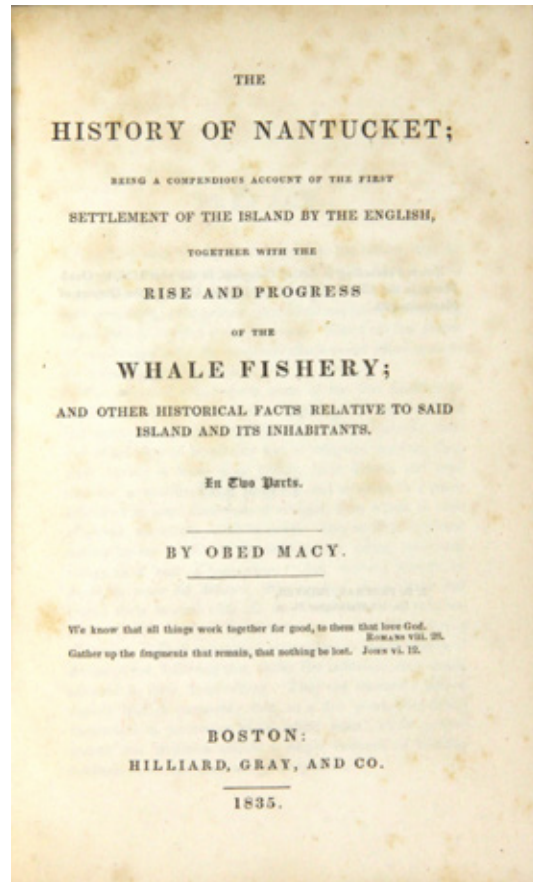 THE
HISTORY OF NANTUCKET;
BEING A COMPENDIOUS ACCOUNT OF THE FIRST
SETTLEMENT OF THE ISLAND BY THE ENGLISH,
TOGETHER WITH THE
RISE AND PROGRESS
OF THE
WHALE FISHERY;
AND OTHER HISTORICAL FACTS RELATIVE TO SAID
ISLAND AND ITS INHABITANTS.
In Two Parts.
BY OBED MACY.
We know that all things work together for good, to them that love God.
ROMANS viii. 28.
Gather up the fragments that remain, that nothing be lost. JOHN vi. 12.
BOSTON:
HILLIARD, GRAY, AND CO.
1835.